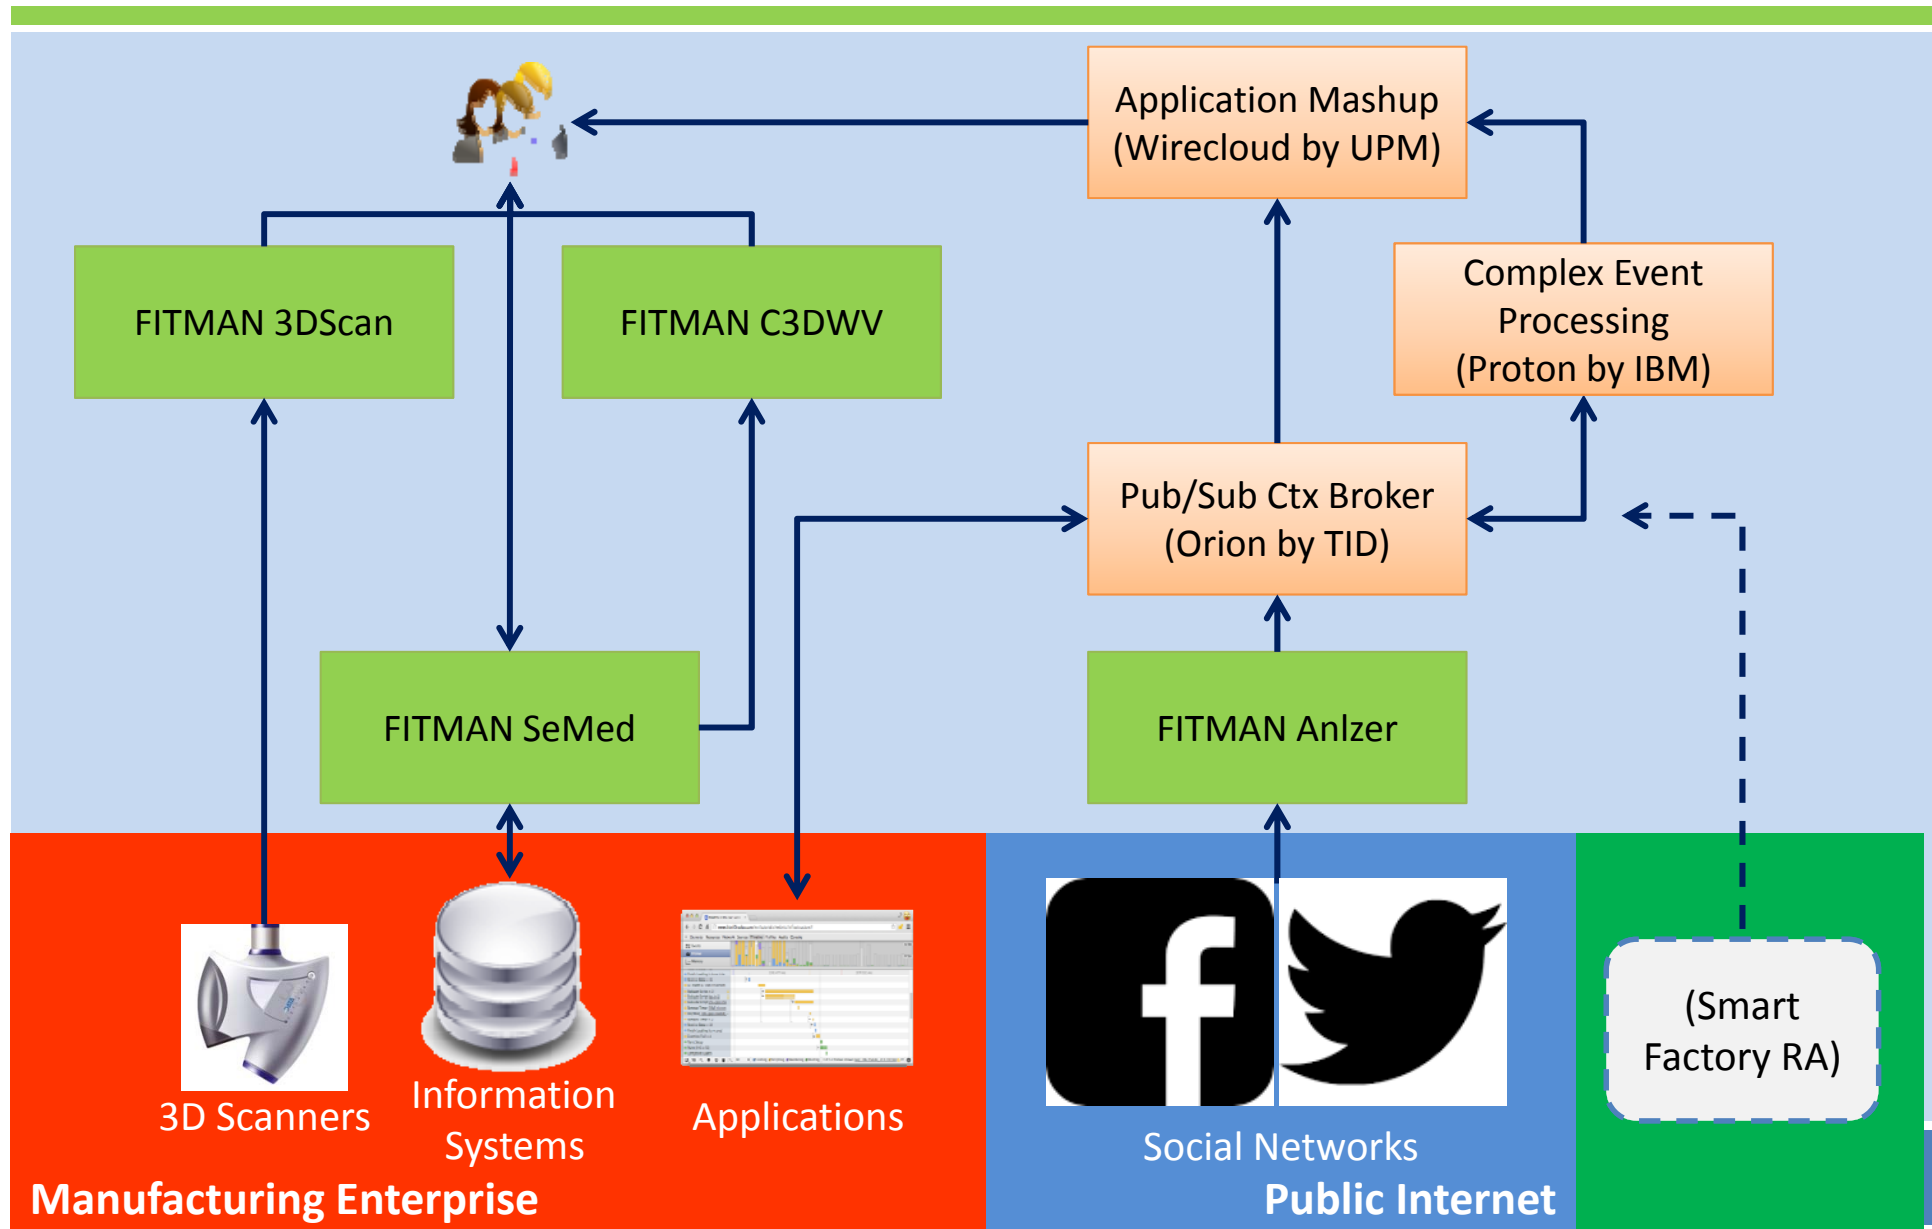 Application Mashup
(Wirecloud by UPM)
Complex Event
Processing
(Proton by IBM)
FITMAN 3DScan
FITMAN C3DWV
Pub/Sub Ctx Broker
(Orion by TID)
FITMAN SeMed
FITMAN Anlzer
3D Scanners
Information
Systems
Applications
Social Networks
(Smart
Factory RA)
Manufacturing Enterprise
Public Internet